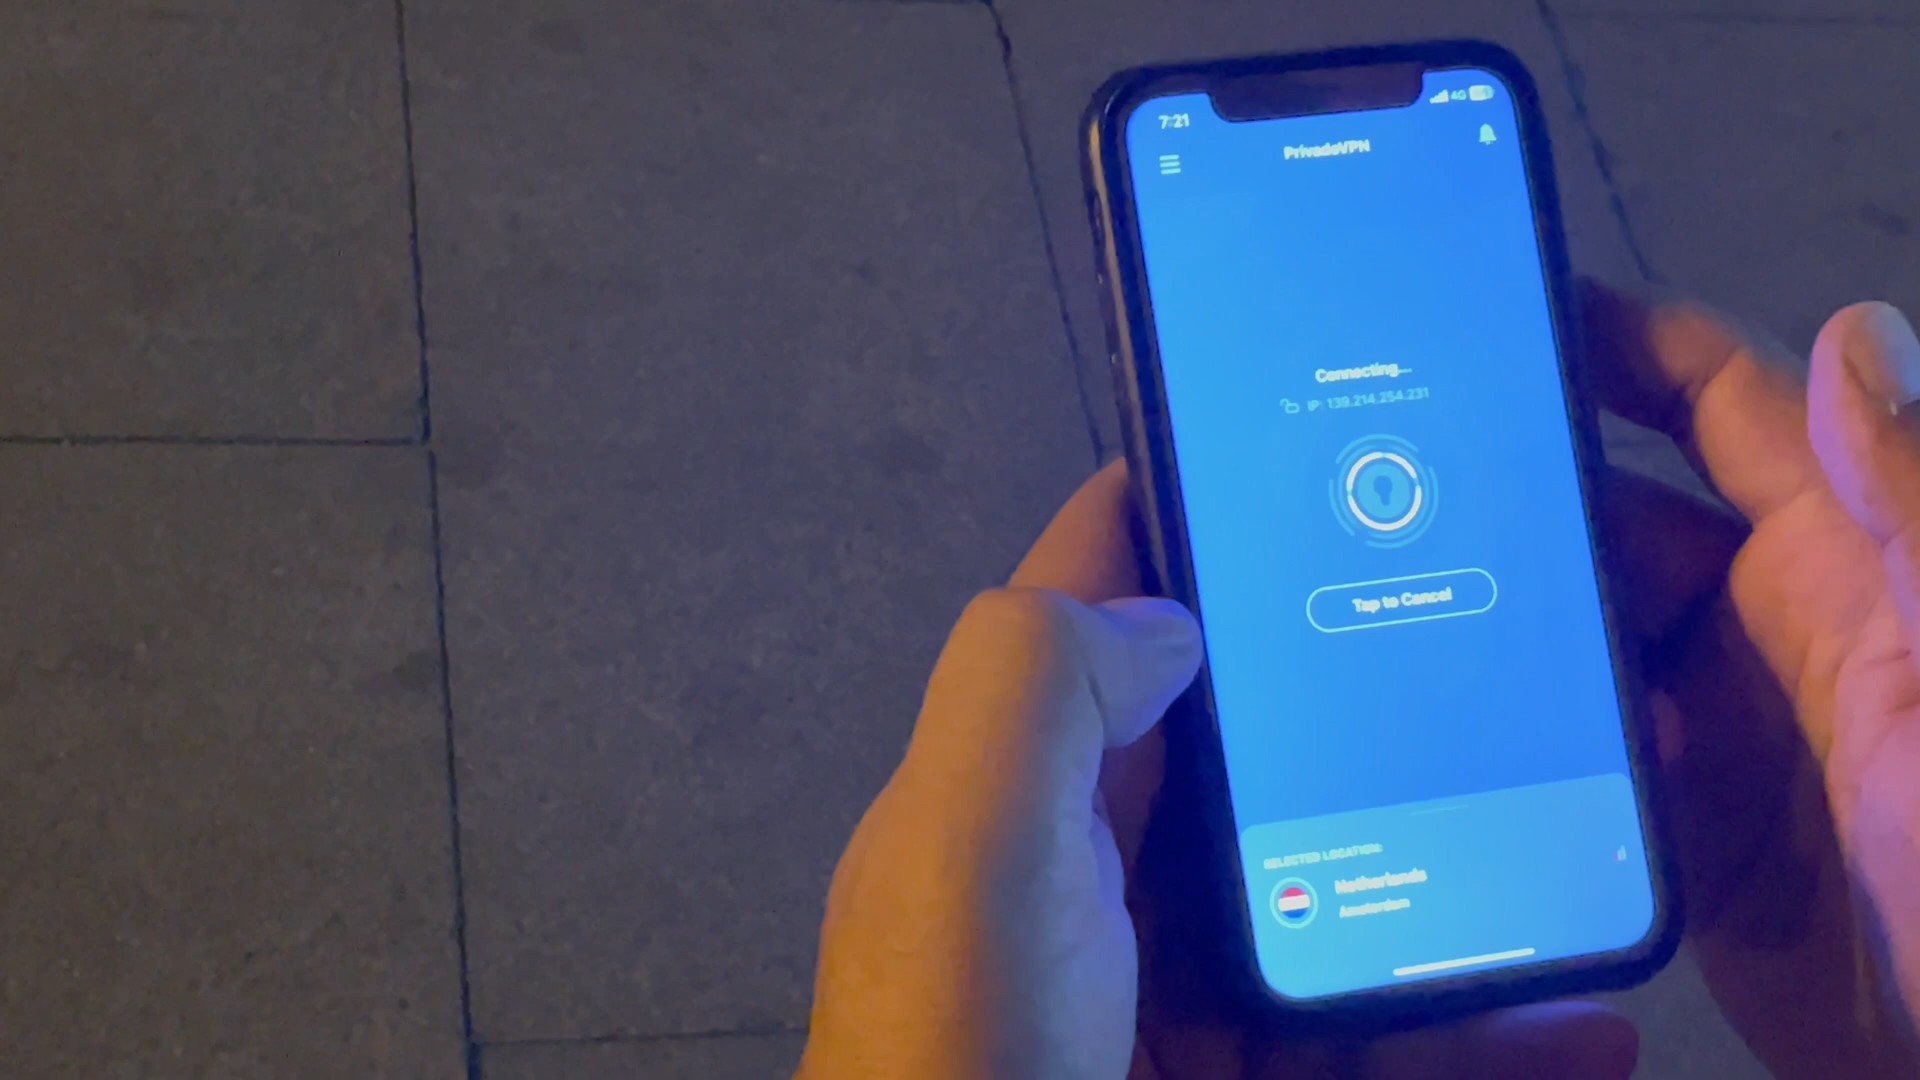 7:21
4G
PrivadoVPN
Connecting...
IP: 139.214.254.231
Tap to Cancel
SELECTED LOCATION:
Netherlands
Amsterdam